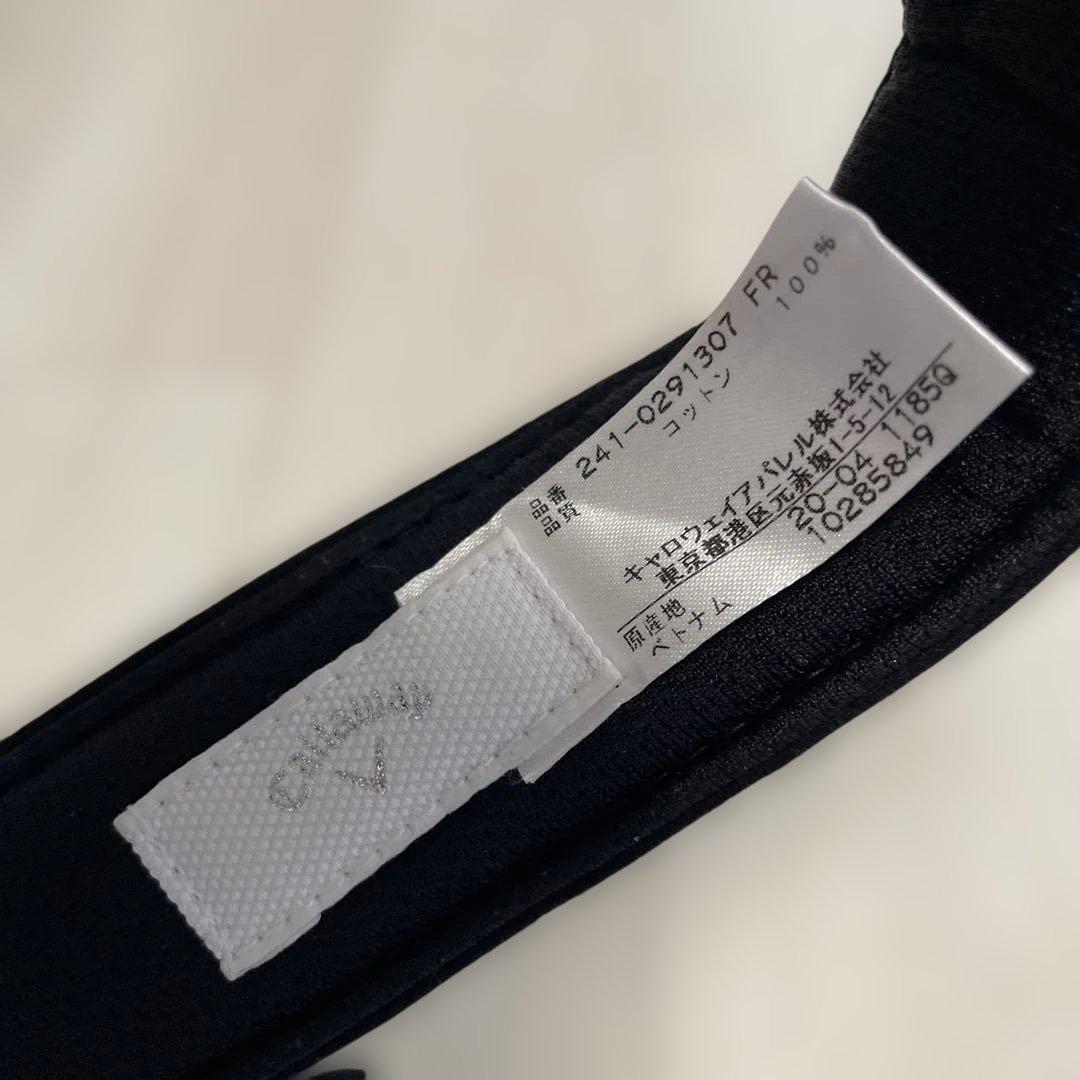 品番 241-0291307 FR
品質 コットン 100%
キャロウェイアパレル株式会社
東京都港区元赤坂1-5-12
原産地 20-04 1185Q
ベトナム 10285849
Callaway